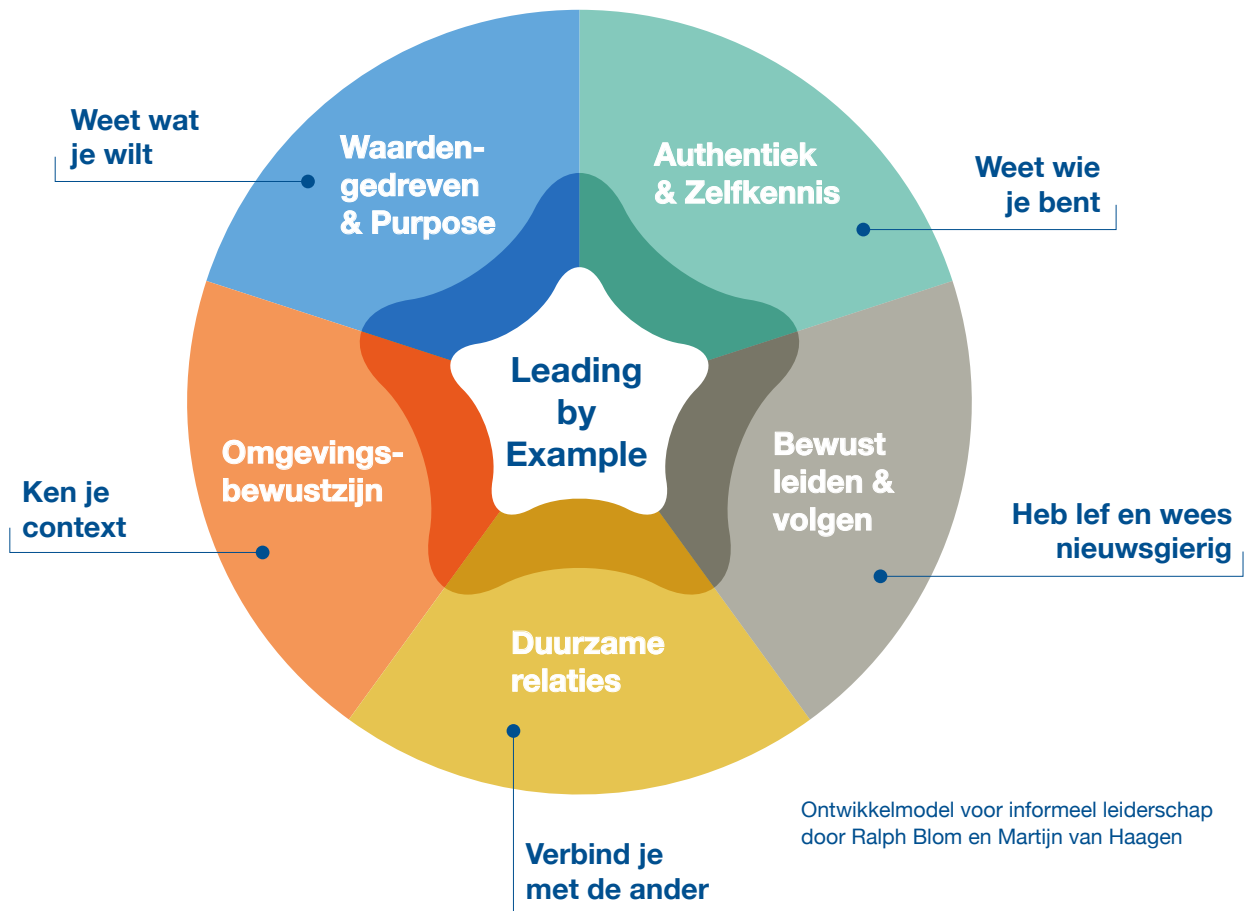 Weet wat
je wilt
Waarden-
gedreven
& Purpose
Authentiek
& Zelfkennis
Weet wie
je bent
Leading
by
Example
Omgevings-
bewustzijn
Bewust
leiden &
volgen
Ken je
context
Heb lef en wees
nieuwsgierig
Duurzame
relaties
Ontwikkelmodel voor informeel leiderschap
door Ralph Blom en Martijn van Haagen
Verbind je
met de ander